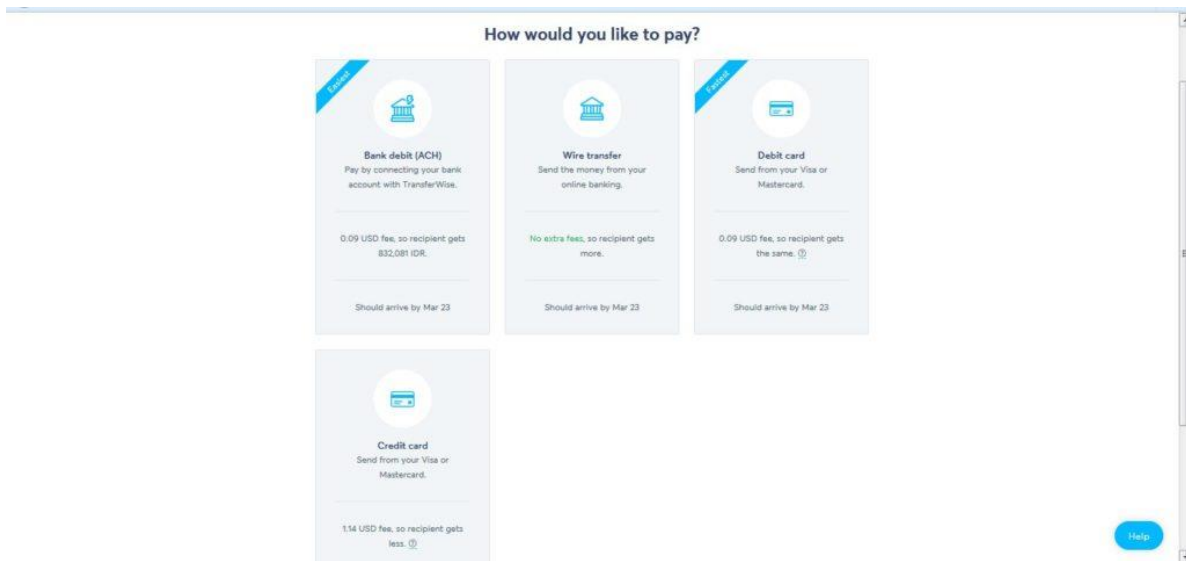 How would you like to pay?
Easiest
Bank debit (ACH)
Pay by connecting your bank
account with TransferWise.
0.09 USD fee, so recipient gets
832,081 IDR.
Should arrive by Mar 23
Wire transfer
Send the money from your
online banking.
No extra fees, so recipient gets
more.
Should arrive by Mar 23
Fastest
Debit card
Send from your Visa or
Mastercard.
0.09 USD fee, so recipient gets
the same. ?
Should arrive by Mar 23
Credit card
Send from your Visa or
Mastercard.
1.14 USD fee, so recipient gets
less. ?
Help